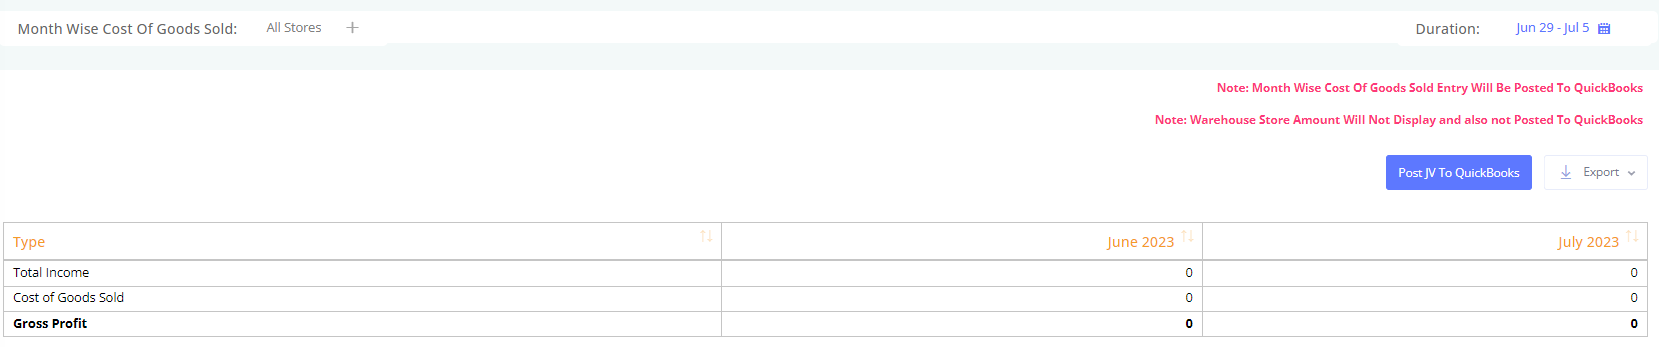 Month Wise Cost Of Goods Sold: All Stores + Duration: Jun 29 - Jul 5
Note: Month Wise Cost Of Goods Sold Entry Will Be Posted To QuickBooks
Note: Warehouse Store Amount Will Not Display and also not Posted To QuickBooks
Post JV To QuickBooks Export
Type June 2023 July 2023
Total Income 0 0
Cost of Goods Sold 0 0
Gross Profit 0 0